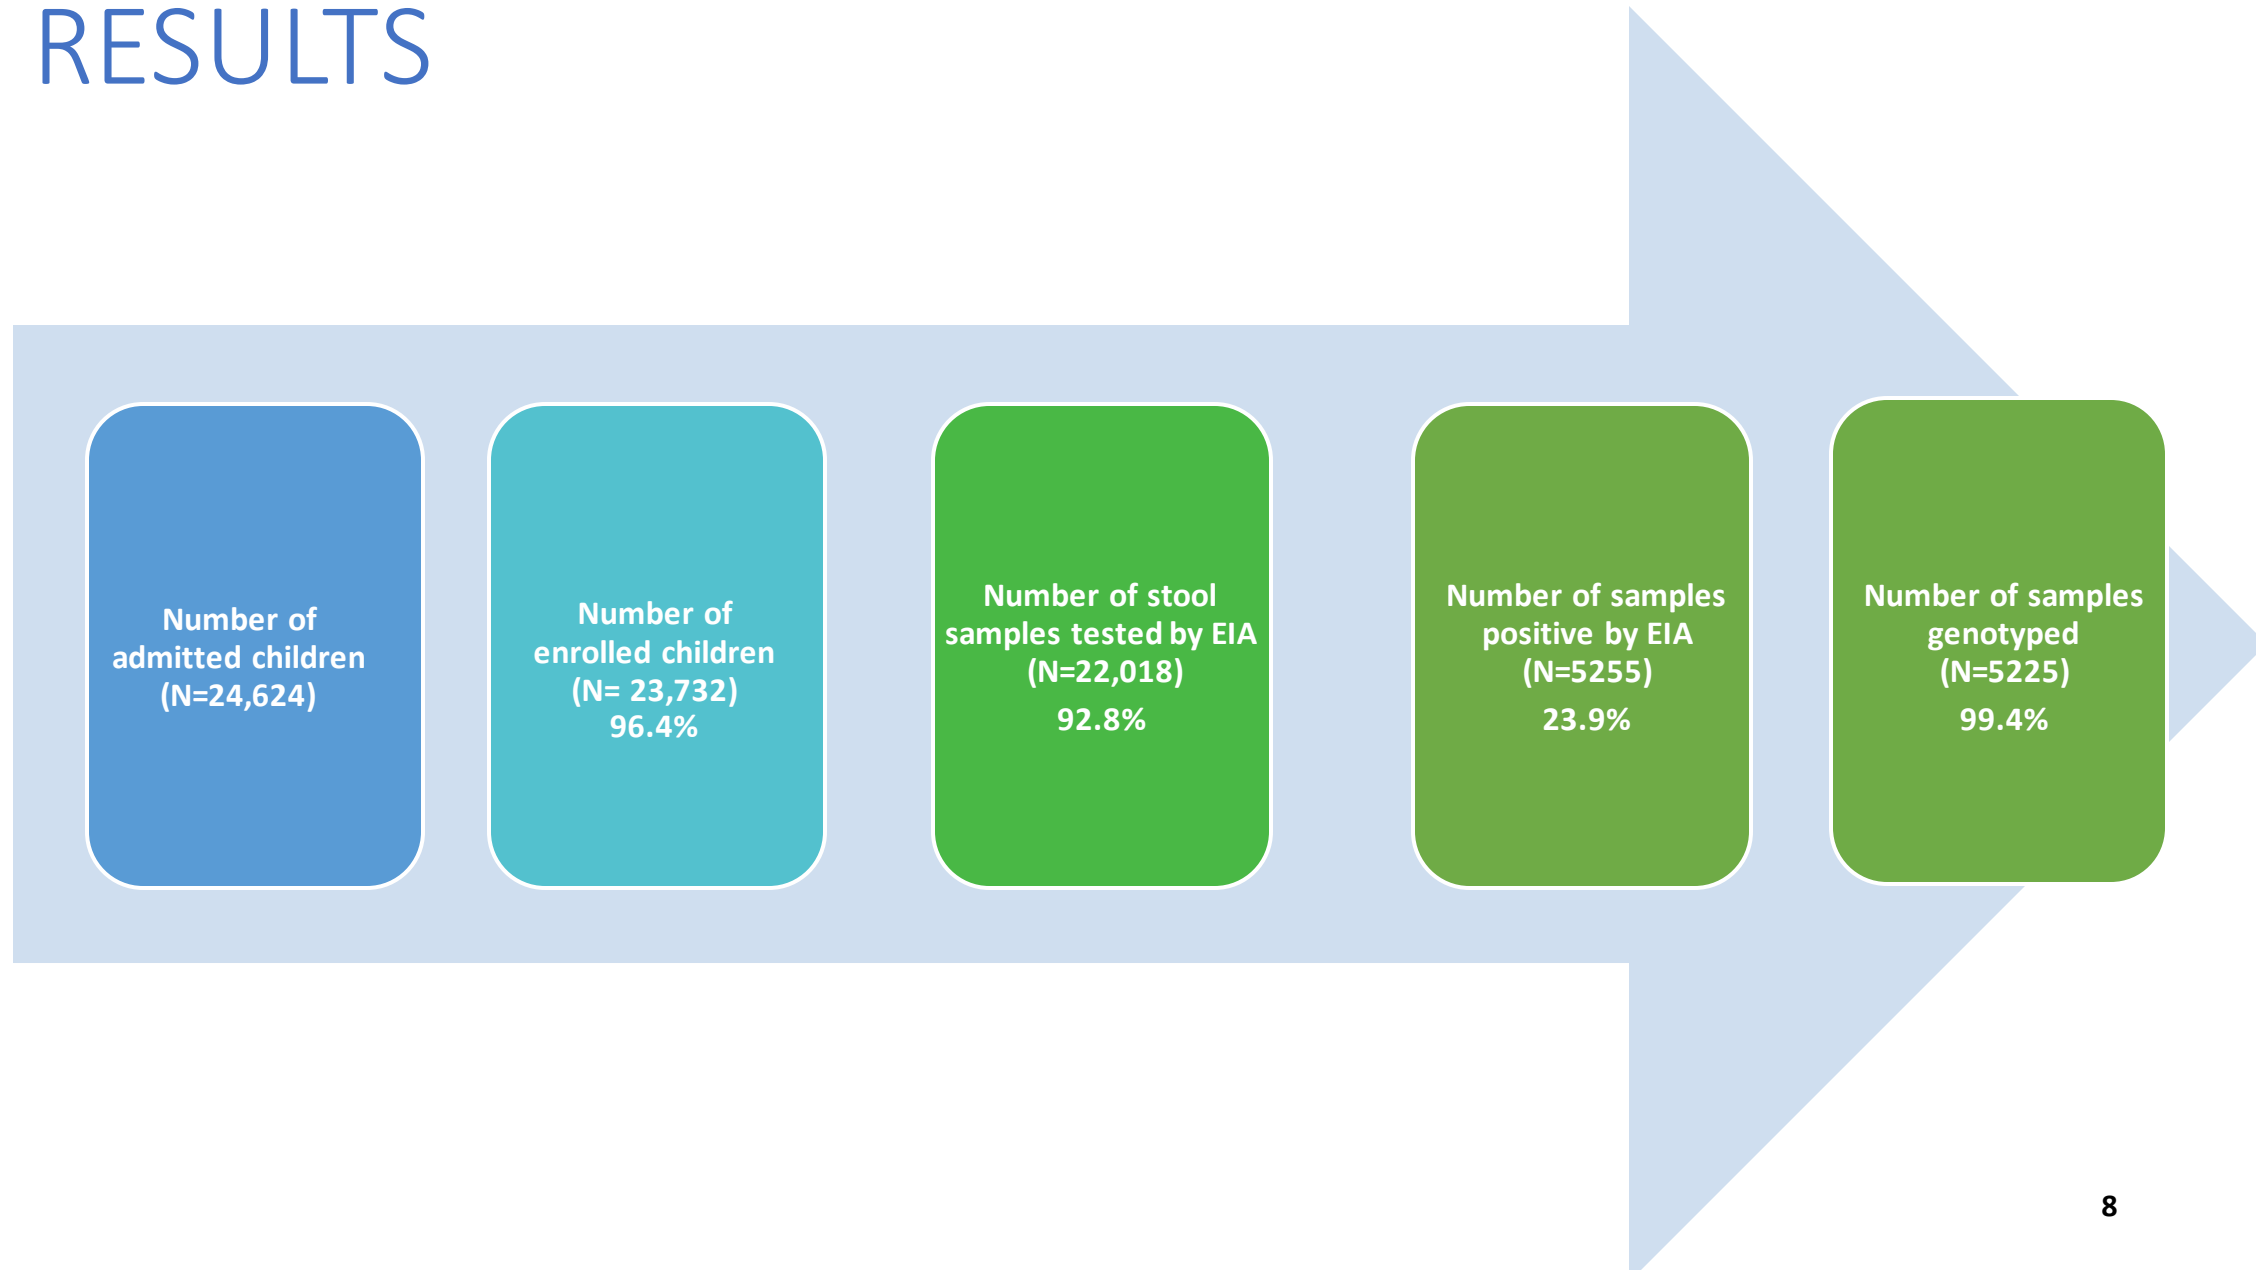 RESULTS
Number of
admitted children
(N=24,624)
Number of
enrolled children
(N= 23,732)
96.4%
Number of stool
samples tested by EIA
(N=22,018)
92.8%
Number of samples
positive by EIA
(N=5255)
23.9%
Number of samples
genotyped
(N=5225)
99.4%
8